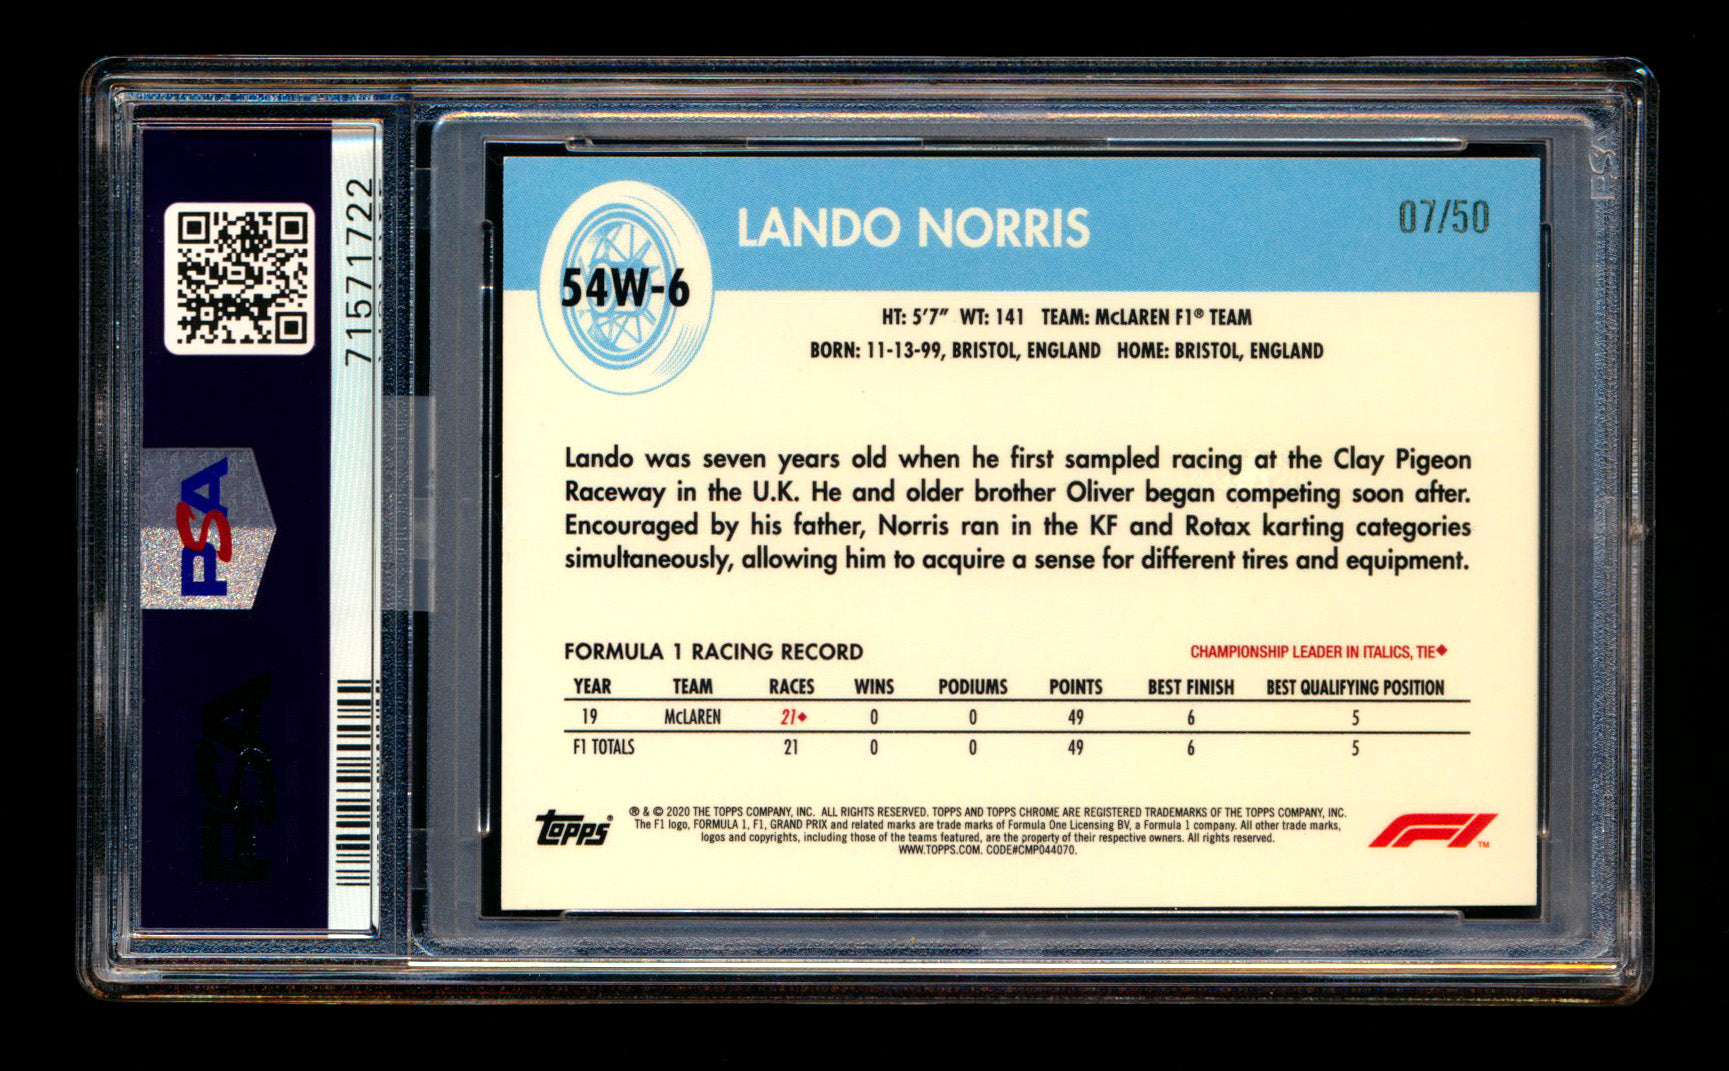 71571722
PSA
PSA
PSA
LANDO NORRIS
07/50
54W-6
HT: 5'7" WT: 141 TEAM: McLAREN F1® TEAM
BORN: 11-13-99, BRISTOL, ENGLAND HOME: BRISTOL, ENGLAND
Lando was seven years old when he first sampled racing at the Clay Pigeon
Raceway in the U.K. He and older brother Oliver began competing soon after.
Encouraged by his father, Norris ran in the KF and Rotax karting categories
simultaneously, allowing him to acquire a sense for different tires and equipment.
FORMULA 1 RACING RECORD
CHAMPIONSHIP LEADER IN ITALICS, TIE♦
YEAR TEAM RACES WINS PODIUMS POINTS BEST FINISH BEST QUALIFYING POSITION
19 McLAREN 21♦ 0 0 49 6 5
F1 TOTALS 21 0 0 49 6 5
Topps®
® & © 2020 THE TOPPS COMPANY, INC. ALL RIGHTS RESERVED. TOPPS AND TOPPS CHROME ARE REGISTERED TRADEMARKS OF THE TOPPS COMPANY, INC.
The F1 logo, FORMULA 1, F1, GRAND PRIX and related marks are trade marks of Formula One Licensing BV, a Formula 1 company. All other trade marks,
logos and copyrights, including those of the teams featured, are the property of their respective owners. All rights reserved.
WWW.TOPPS.COM. CODE#CMP044070.
F1™